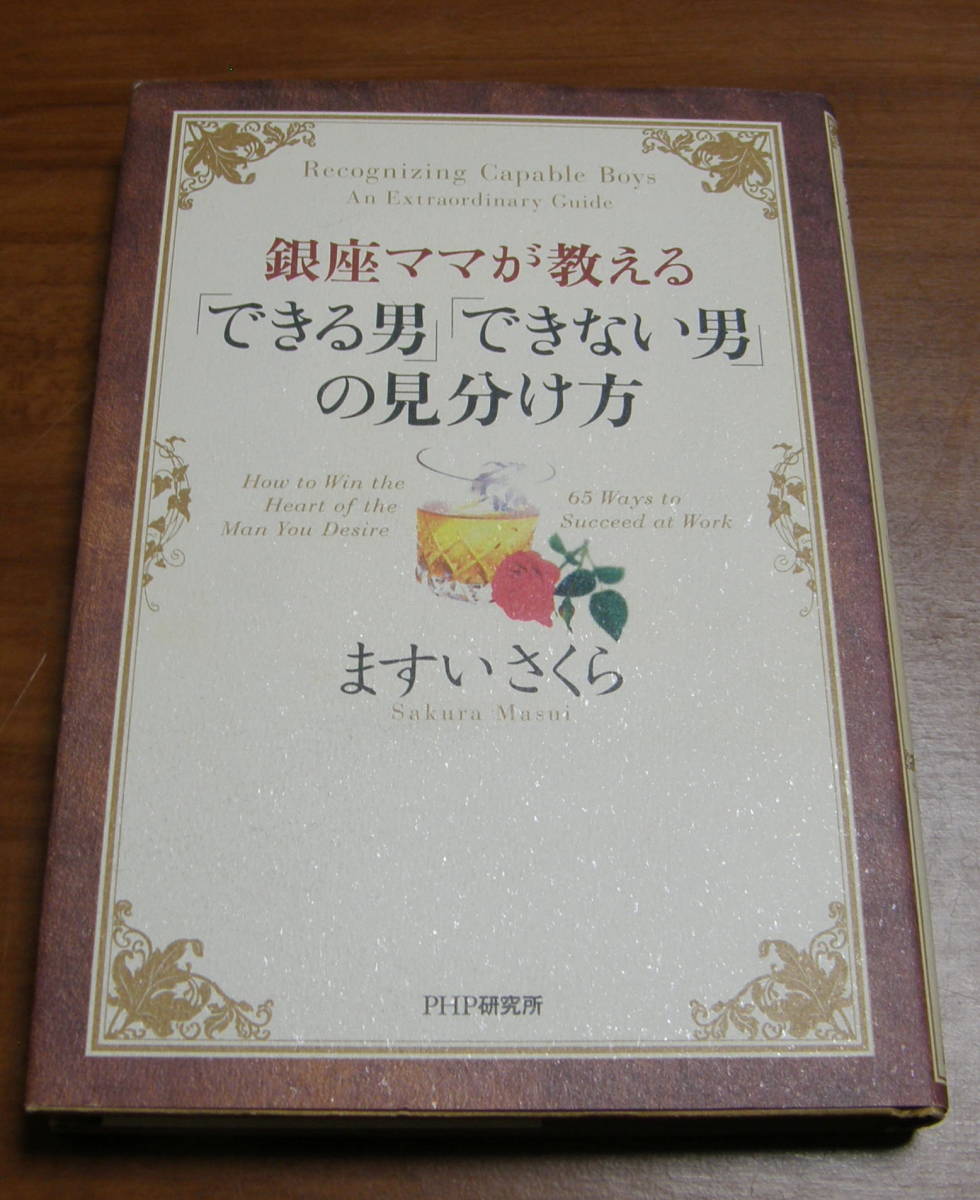 Recognizing Capable Boys
An Extraordinary Guide
銀座ママが教える
「できる男」「できない男」
の見分け方
How to Win the
Heart of the
Man You Desire
65 Ways to
Succeed at Work
ますいさくら
Sakura Masui
PHP研究所